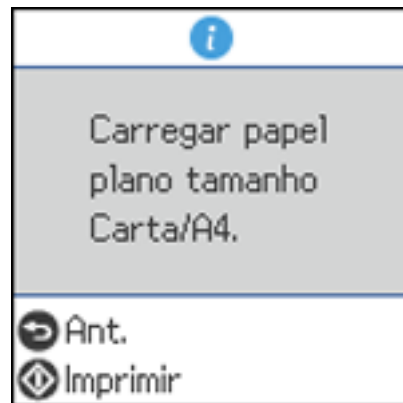 Carregar papel
plano tamanho
Carta/A4.
Ant.
Imprimir